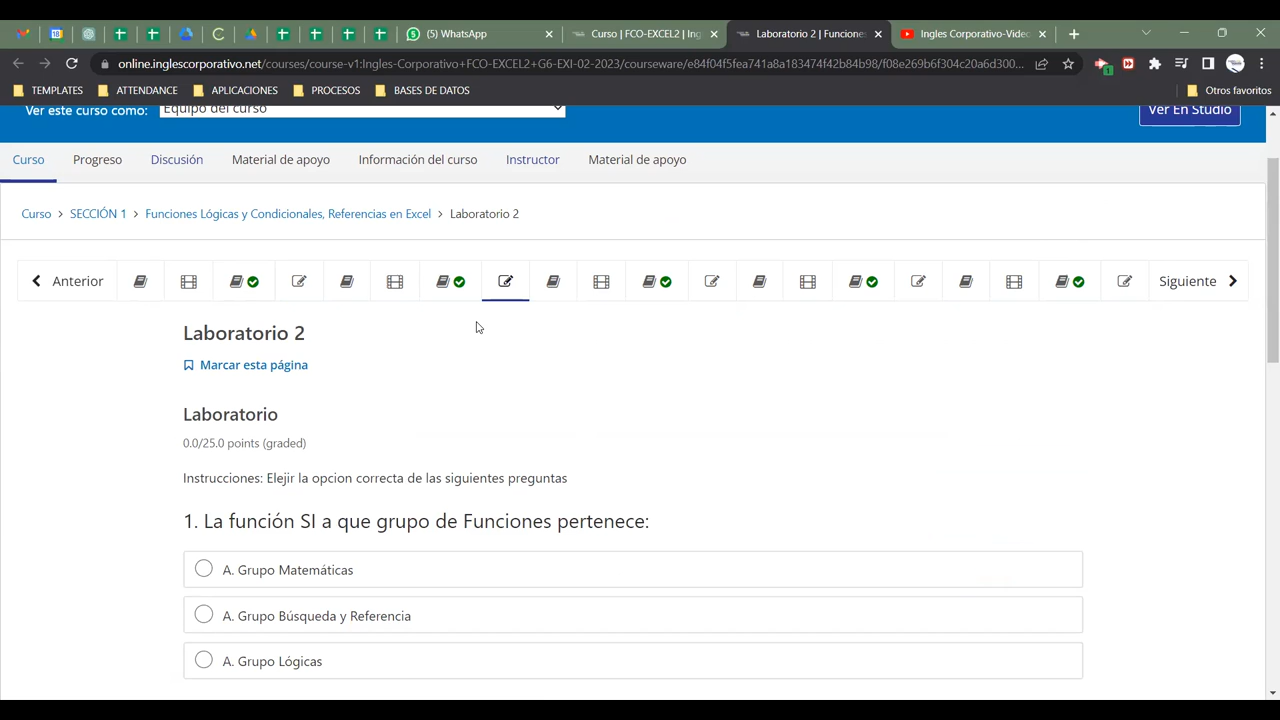 (5) WhatsApp
Curso | FCO-EXCEL2 | Ing
Laboratorio 2 | Funcione
Ingles Corporativo-Video
online.inglescorporativo.net/courses/course-v1:Ingles-Corporativo+FCO-EXCEL2+G6-EXI-02-2023/courseware/e84f04f5fea741a8a183474f42b84b98/f08e269b6f304c20a6d300...
TEMPLATES
ATTENDANCE
APLICACIONES
PROCESOS
BASES DE DATOS
Otros favoritos
Ver este curso como:
Equipo del curso
Ver En Studio
Curso
Progreso
Discusión
Material de apoyo
Información del curso
Instructor
Material de apoyo
Curso > SECCIÓN 1 > Funciones Lógicas y Condicionales, Referencias en Excel > Laboratorio 2
Anterior
Siguiente
Laboratorio 2
Marcar esta página
Laboratorio
0.0/25.0 points (graded)
Instrucciones: Elejir la opcion correcta de las siguientes preguntas
1. La función SI a que grupo de Funciones pertenece:
A. Grupo Matemáticas
A. Grupo Búsqueda y Referencia
A. Grupo Lógicas